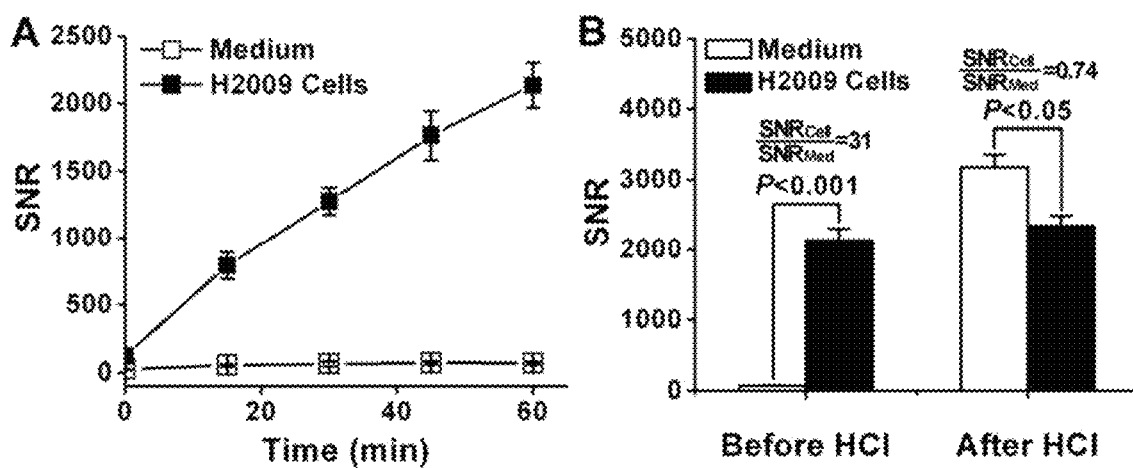 A
2500
2000
1500
1000
500
0
SNR
Medium
H2009 Cells
0 20 40 60
Time (min)
B
5000
4000
3000
2000
1000
0
SNR
Medium
H2009 Cells
SNRCell
SNRMed
=31
P<0.001
SNRCell
SNRMed
=0.74
P<0.05
Before HCl After HCl